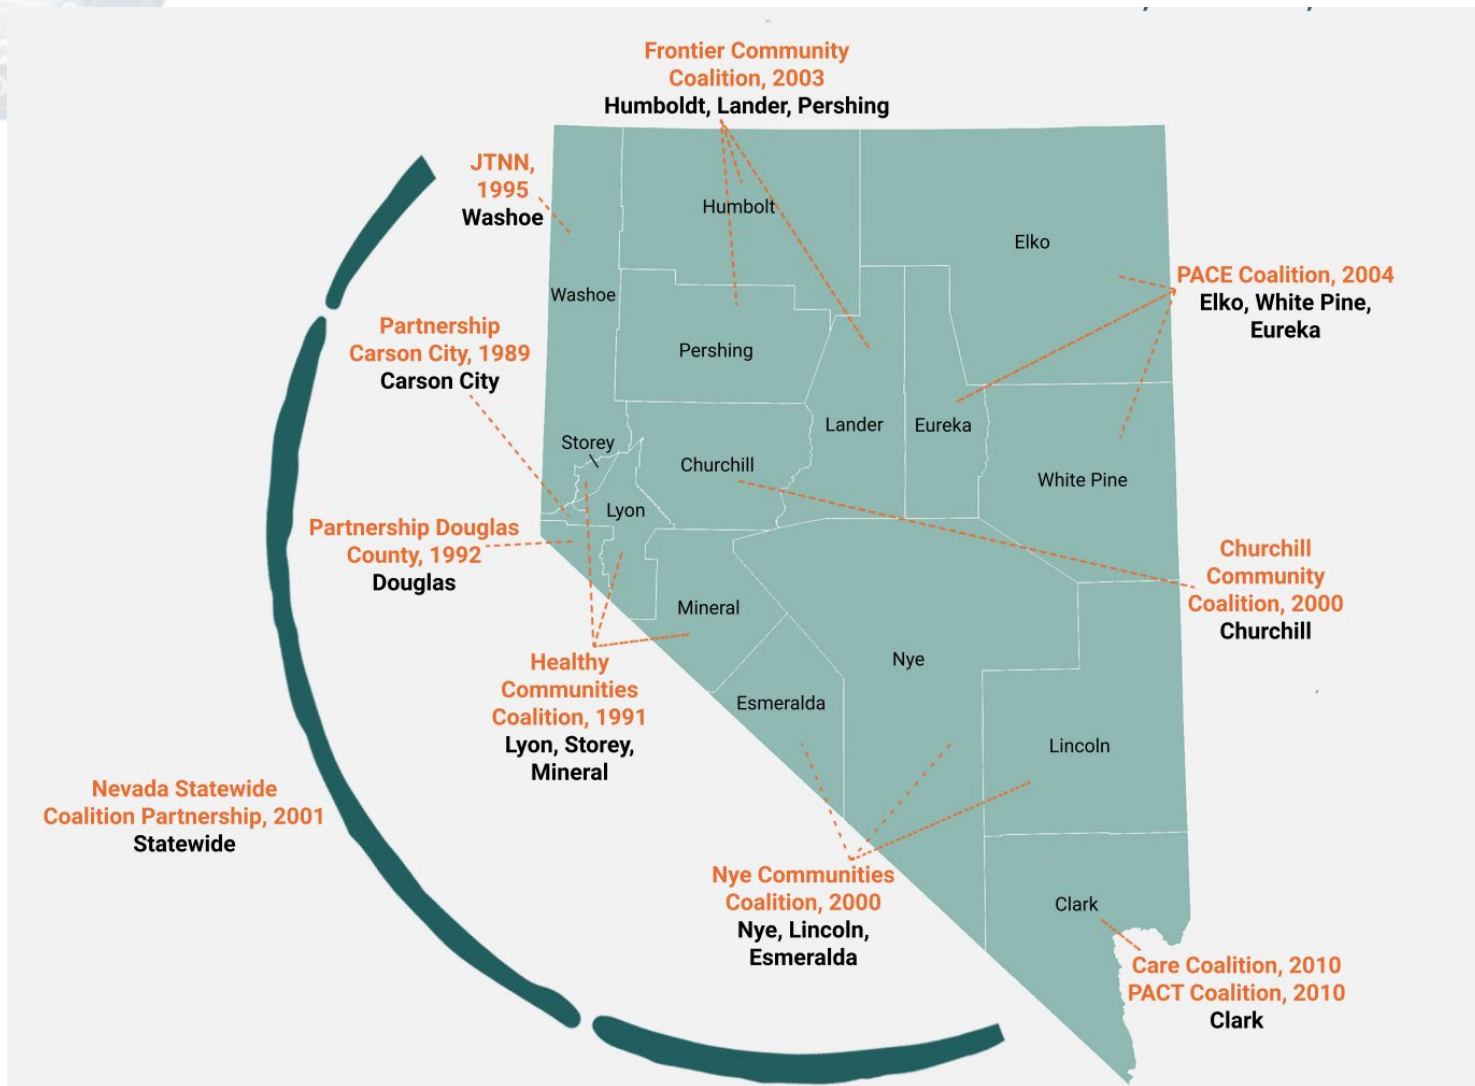 Frontier Community
Coalition, 2003
Humboldt, Lander, Pershing
JTNN,
1995
Washoe
Humbolt
Elko
PACE Coalition, 2004
Elko, White Pine,
Eureka
Washoe
Partnership
Carson City, 1989
Carson City
Pershing
Lander
Eureka
Storey
Churchill
White Pine
Lyon
Partnership Douglas
County, 1992
Douglas
Churchill
Community
Coalition, 2000
Churchill
Mineral
Nye
Healthy
Communities
Coalition, 1991
Lyon, Storey,
Mineral
Esmeralda
Lincoln
Nevada Statewide
Coalition Partnership, 2001
Statewide
Nye Communities
Coalition, 2000
Nye, Lincoln,
Esmeralda
Clark
Care Coalition, 2010
PACT Coalition, 2010
Clark